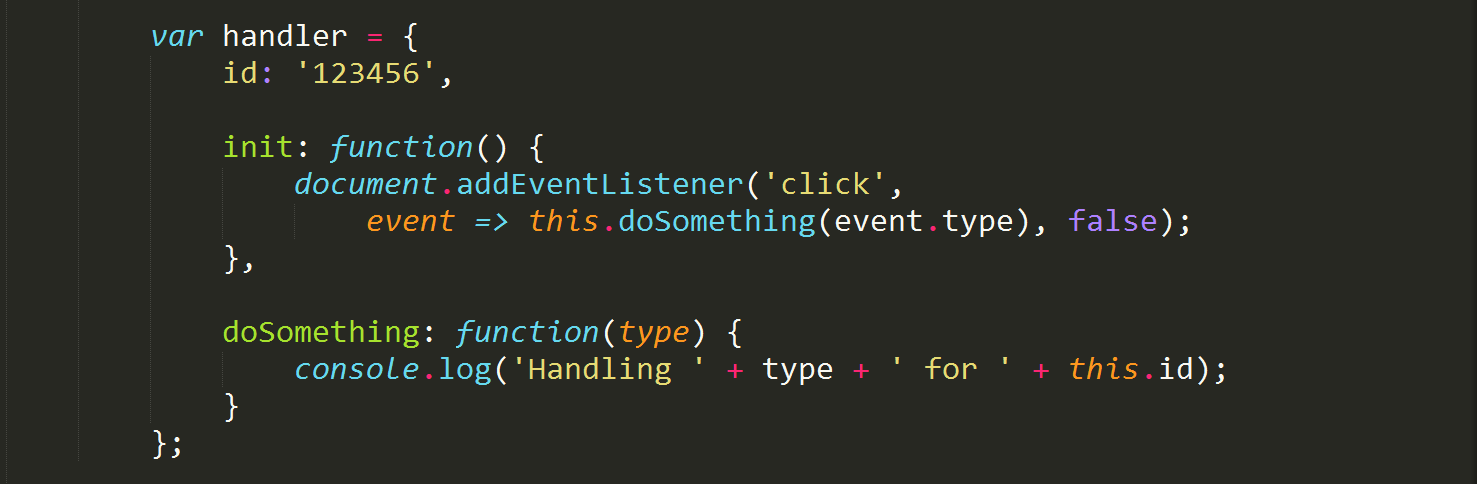 var handler = {
    id: '123456',

    init: function() {
        document.addEventListener('click',
            event => this.doSomething(event.type), false);
    },

    doSomething: function(type) {
        console.log('Handling ' + type + ' for ' + this.id);
    }
};